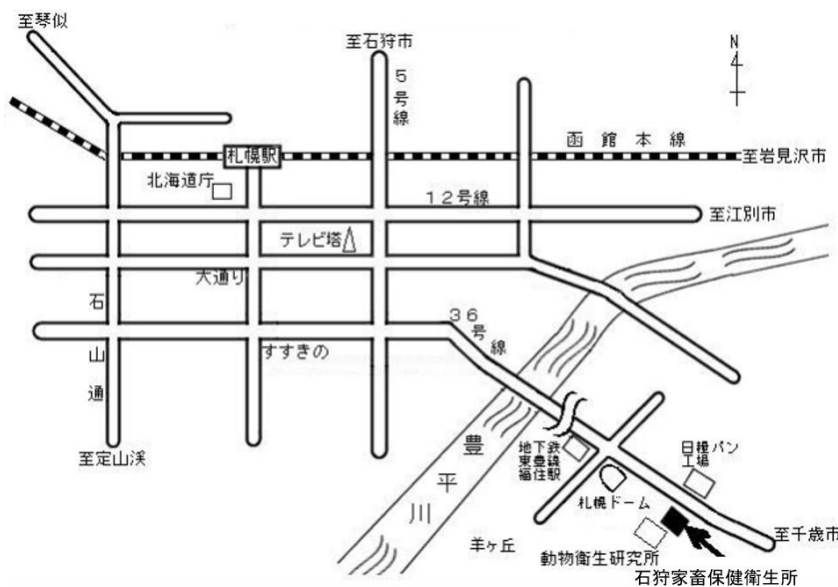 至琴似
至石狩市
5号線
N
函館本線
札幌駅
至岩見沢市
北海道庁
12号線
至江別市
テレビ塔
大通り
石山通
36号線
すすきの
至定山渓
豊平川
地下鉄
東豊線
福住駅
日糧パン
工場
札幌ドーム
羊ヶ丘
動物衛生研究所
至千歳市
石狩家畜保健衛生所